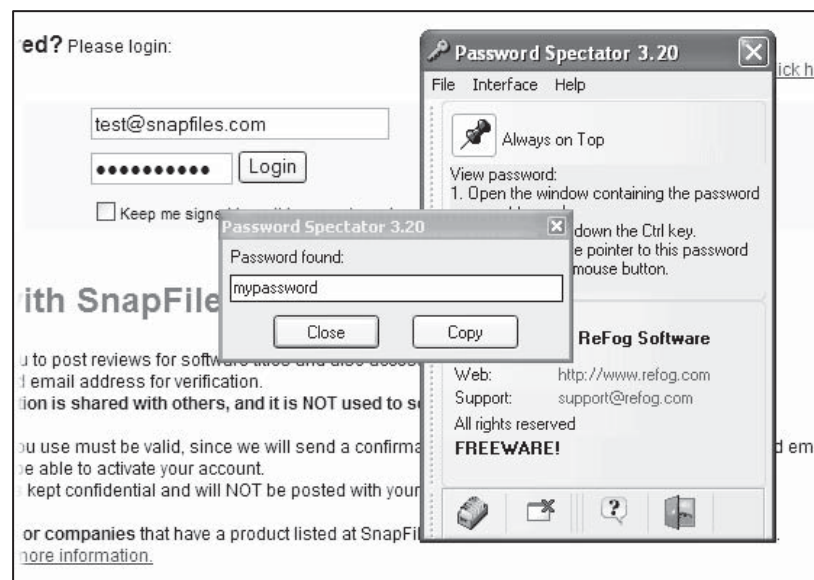 ed? Please login:
ick h
test@snapfiles.com
●●●●●●●●●●
Login
Keep me signe
ith SnapFile
u to post reviews for software titles and also
email address for verification.
tion is shared with others, and it is NOT used to s
ou use must be valid, since we will send a confirma
d em
e able to activate your account.
kept confidential and will NOT be posted with your
or companies that have a product listed at SnapFi
more information.
Password Spectator 3.20
File Interface Help
Always on Top
View password:
1. Open the window containing the password
down the Ctrl key.
e pointer to this password
mouse button.
ReFog Software
Web: http://www.refog.com
Support: support@refog.com
All rights reserved
FREEWARE!
Password Spectator 3.20
Password found:
mypassword
Close Copy